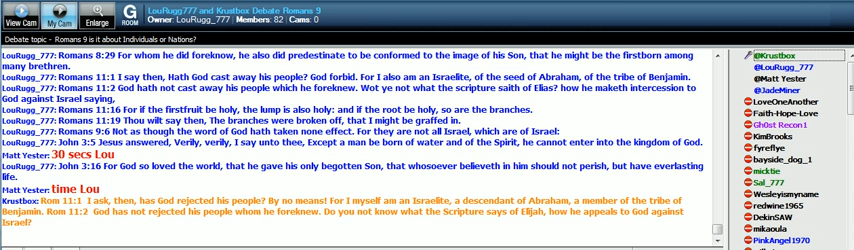 LouRugg777 and Krustbox Debate Romans 9
Owner: LouRugg_777 | Members: 82 | Cams: 0
View Cam
My Cam
Enlarge
G
ROOM
Debate topic - Romans 9 is it about Individuals or Nations?
LouRugg_777: Romans 8:29 For whom he did foreknow, he also did predestinate to be conformed to the image of his Son, that he might be the firstborn among
many brethren.
LouRugg_777: Romans 11:1 I say then, Hath God cast away his people? God forbid. For I also am an Israelite, of the seed of Abraham, of the tribe of Benjamin.
LouRugg_777: Romans 11:2 God hath not cast away his people which he foreknew. Wot ye not what the scripture saith of Elias? how he maketh intercession to
God against Israel saying,
LouRugg_777: Romans 11:16 For if the firstfruit be holy, the lump is also holy: and if the root be holy, so are the branches.
LouRugg_777: Romans 11:19 Thou wilt say then, The branches were broken off, that I might be graffed in.
LouRugg_777: Romans 9:6 Not as though the word of God hath taken none effect. For they are not all Israel, which are of Israel:
LouRugg_777: John 3:5 Jesus answered, Verily, verily, I say unto thee, Except a man be born of water and of the Spirit, he cannot enter into the kingdom of God.
Matt Yester: 30 secs Lou
LouRugg_777: John 3:16 For God so loved the world, that he gave his only begotten Son, that whosoever believeth in him should not perish, but have everlasting
life.
Matt Yester: time Lou
Krustbox: Rom 11:1 I ask, then, has God rejected his people? By no means! For I myself am an Israelite, a descendant of Abraham, a member of the tribe of
Benjamin. Rom 11:2 God has not rejected his people whom he foreknew. Do you not know what the Scripture says of Elijah, how he appeals to God against
Israel?
@Krustbox
@LouRugg_777
@Matt Yester
@JadeMiner
LoveOneAnother
Faith-Hope-Love
Gh0st Recon1
KimBrooks
fyreflye
bayside_dog_1
micktie
Sal_777
Wesleyismyname
redwine1965
DekinSAW
mikaoula
PinkAngel1970